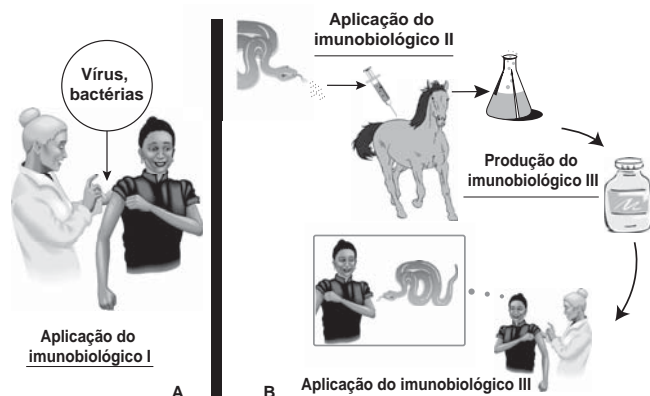 Vírus,
bactérias
Aplicação do
imunobiológico I
A
Aplicação do
imunobiológico II
Produção do
imunobiológico III
B
Aplicação do imunobiológico III